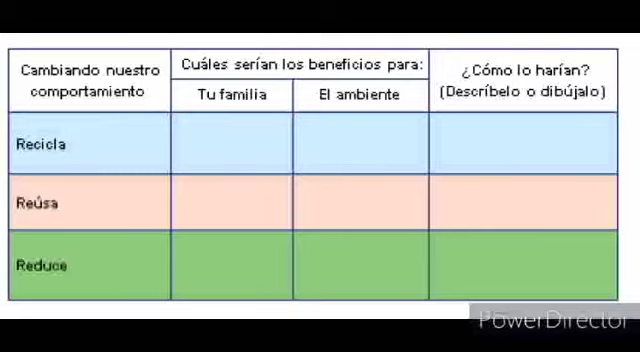 Cambiando nuestro
comportamiento
Cuáles serían los beneficios para:
Tu familia
El ambiente
¿Cómo lo harían?
(Descríbelo o dibújalo)
Recicla
Reúsa
Reduce
PowerDirector